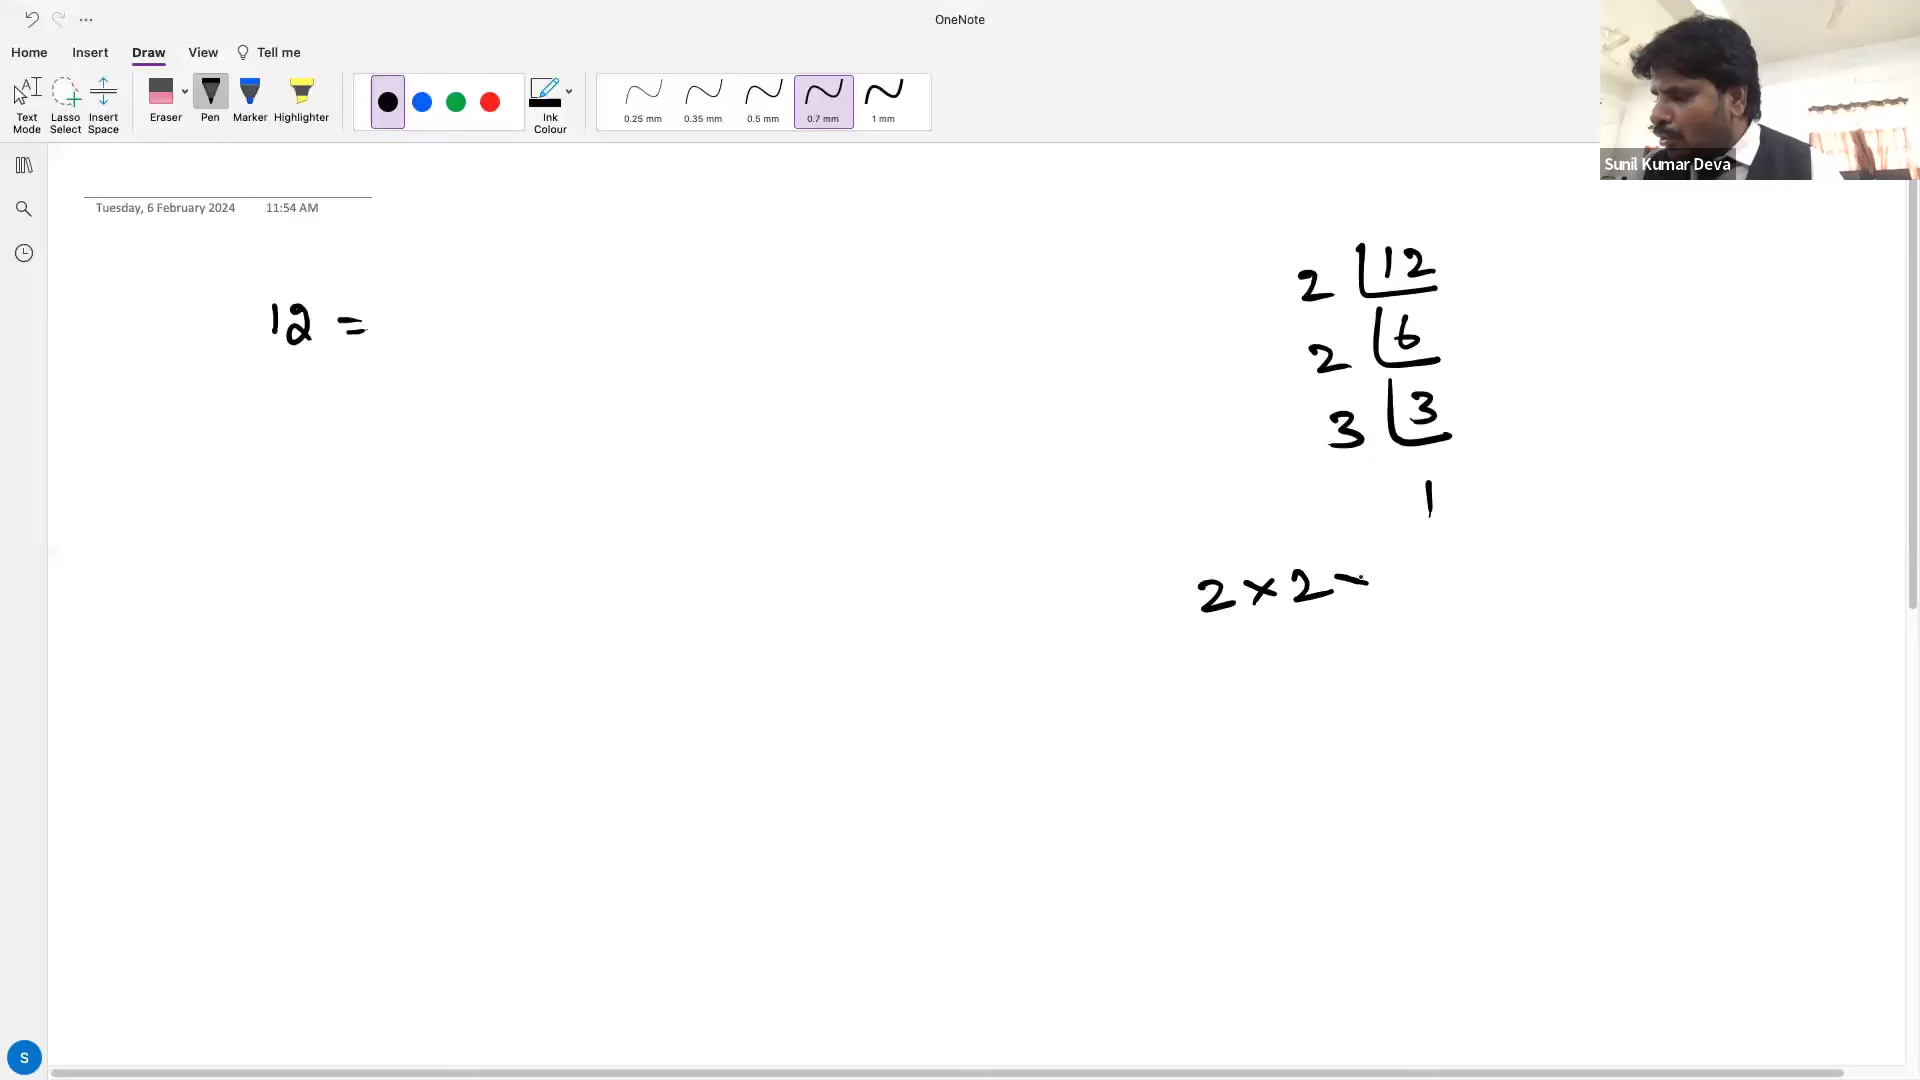 OneNote
Home Insert Draw View Tell me
Text Mode
Lasso Select
Insert Space
Eraser
Pen
Marker
Highlighter
Ink Colour
0.25 mm
0.35 mm
0.5 mm
0.7 mm
1 mm
Sunil Kumar Deva
Tuesday, 6 February 2024 11:54 AM
12 =
2 12
2 6
3 3
1
2 × 2
S